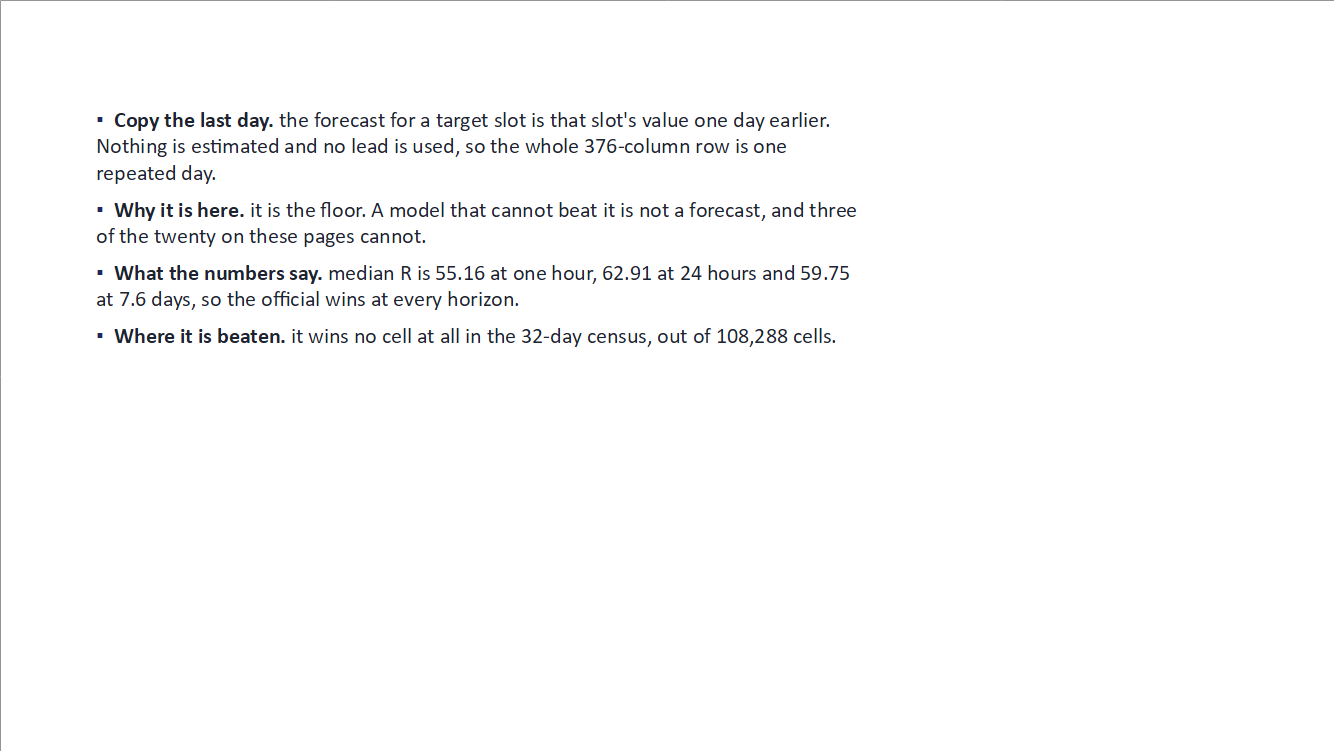 ▪ Copy the last day. the forecast for a target slot is that slot's value one day earlier.
Nothing is estimated and no lead is used, so the whole 376-column row is one
repeated day.
▪ Why it is here. it is the floor. A model that cannot beat it is not a forecast, and three
of the twenty on these pages cannot.
▪ What the numbers say. median R is 55.16 at one hour, 62.91 at 24 hours and 59.75
at 7.6 days, so the official wins at every horizon.
▪ Where it is beaten. it wins no cell at all in the 32-day census, out of 108,288 cells.